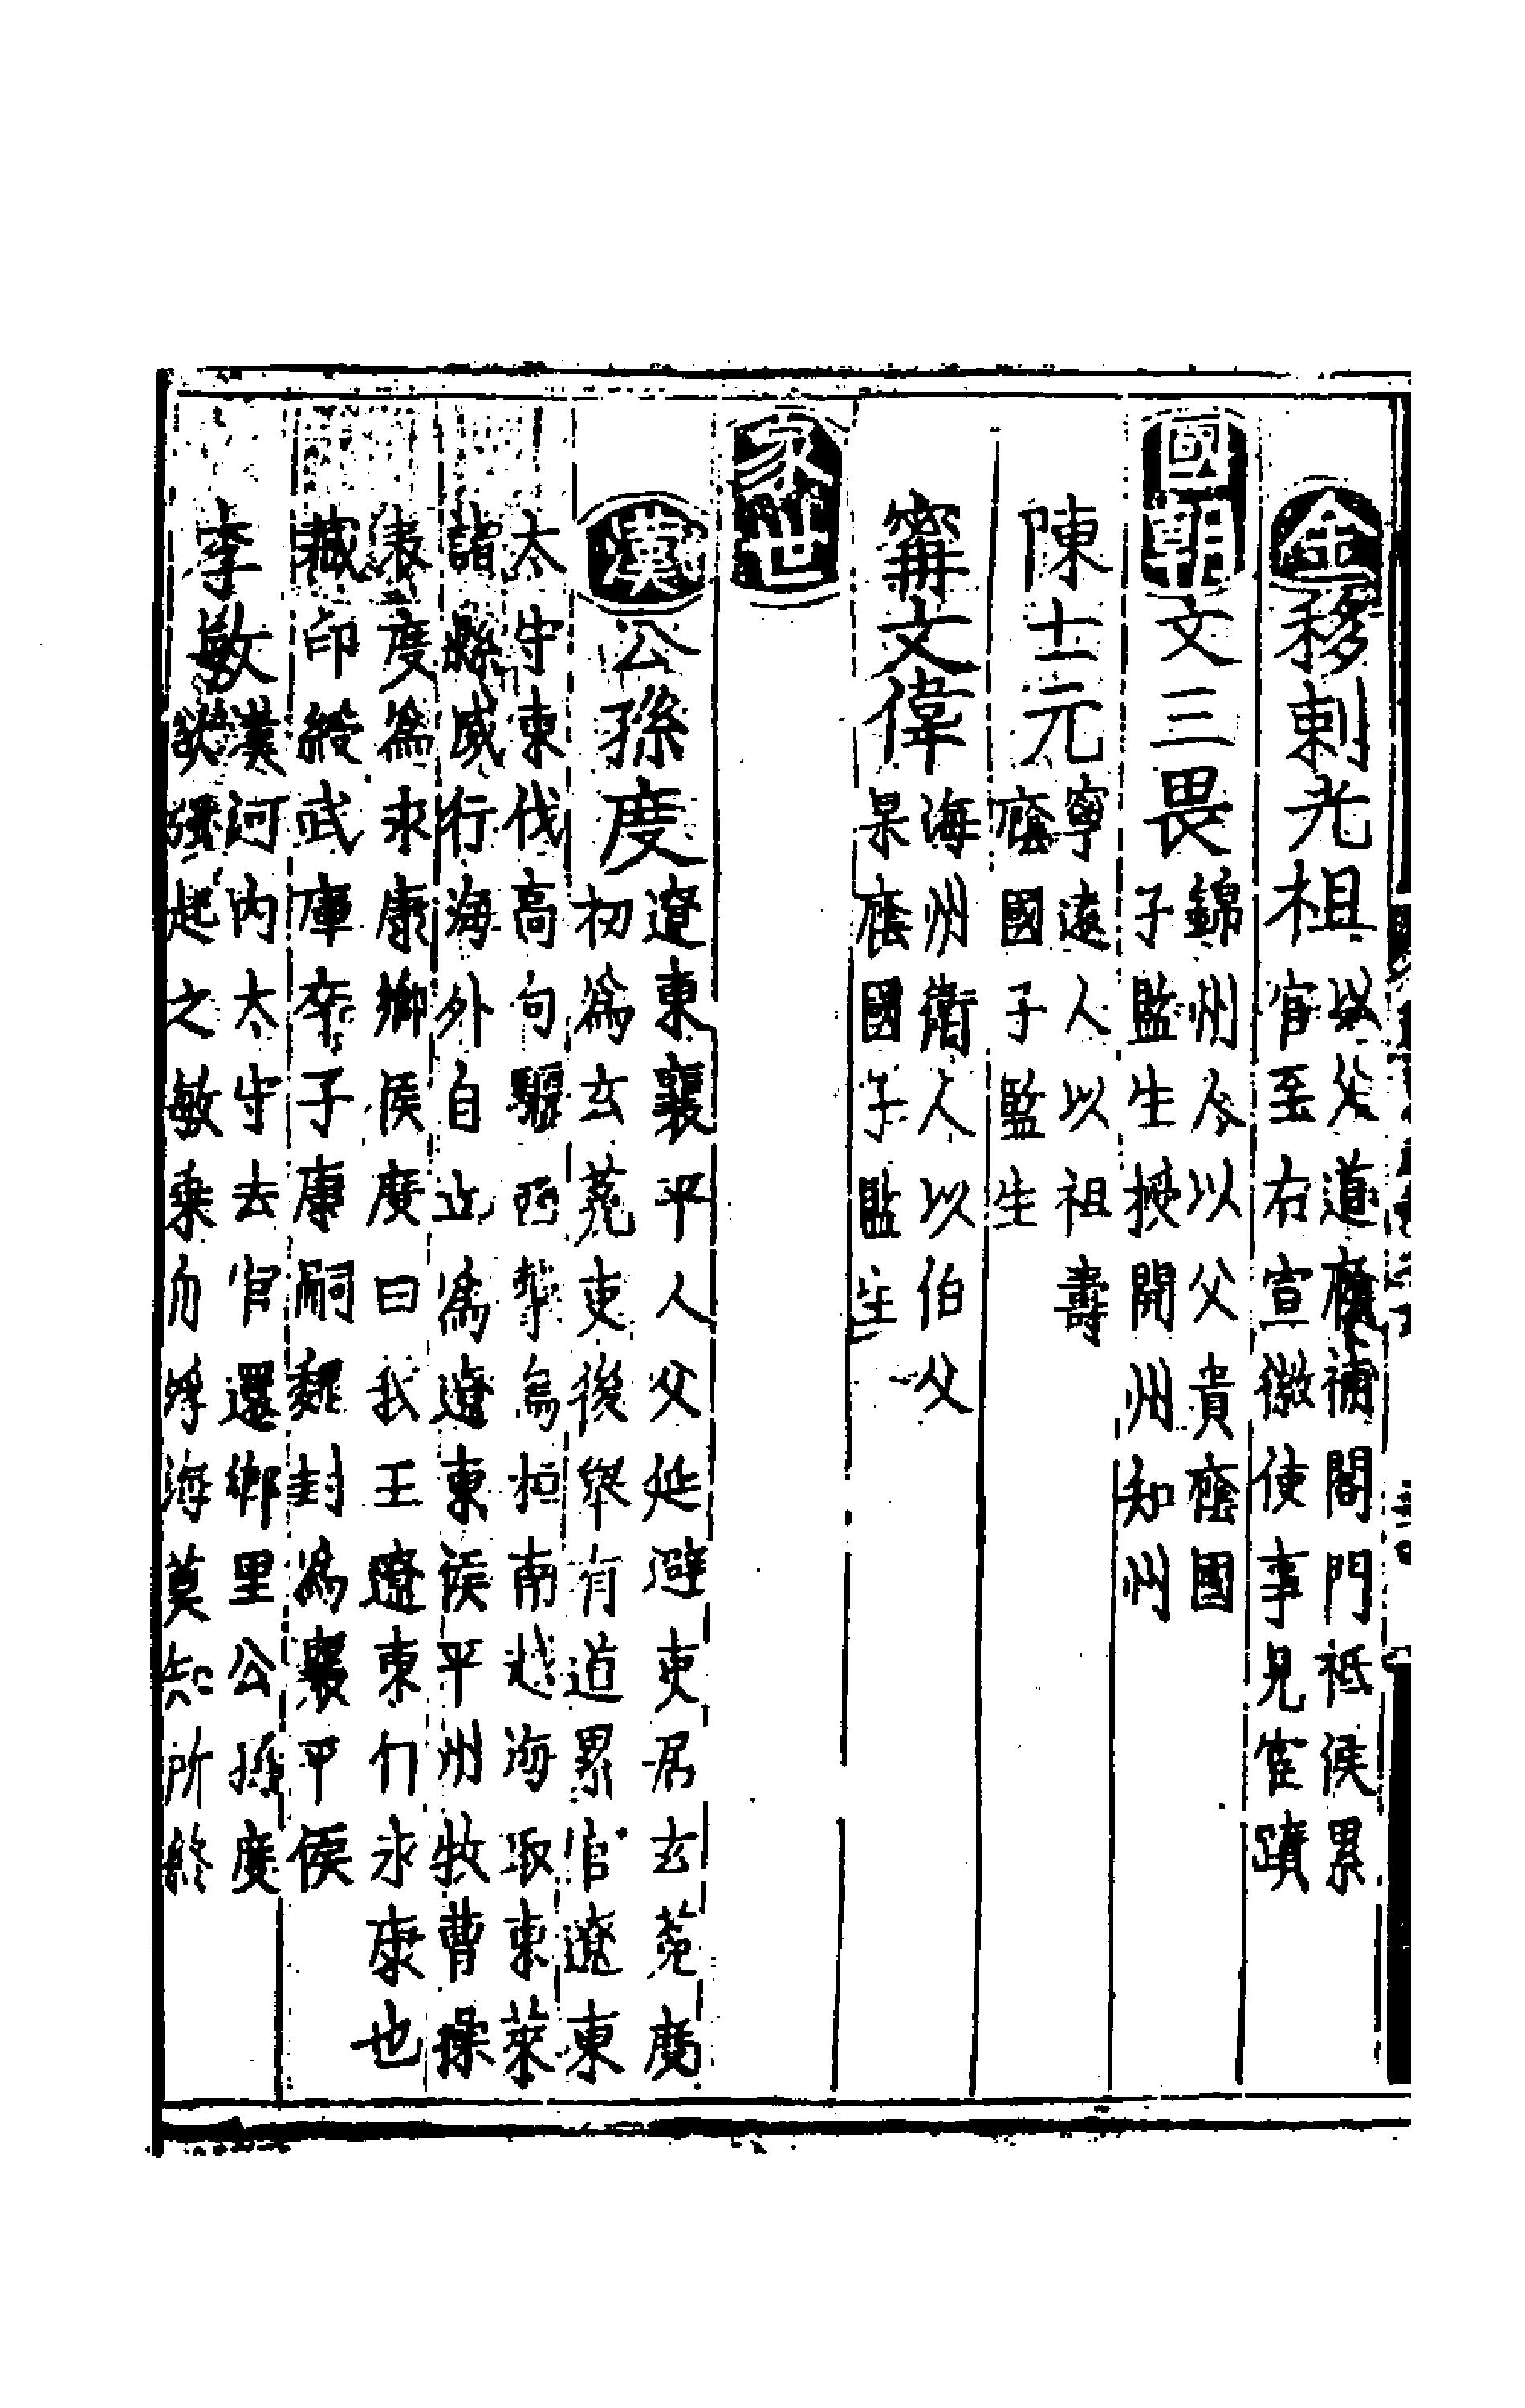 金移剌光祖以父道廕補閤門祗候累
官至右宣徽使事見宦蹟
國朝文三畏錦州人以父貴廕國
子監生授開州知州
陳士元寧遠人以祖壽
廕國子監生
甯文偉海州衛人以伯父
杲廕國子監生
家世
漢公孫度遼東襄平人父延避吏居玄菟度
初爲玄菟吏後舉有道累官遼東
太守東伐高句驪西擊烏桓南越海取東萊
諸縣威行海外自立爲遼東侯平州牧曹操
表度爲永康鄉侯度曰我王遼東何永康也
藏印綬武庫卒子康嗣魏封爲襄平侯
李敏漢河內太守去官還鄉里公孫度
欲強起之敏乘舟浮海莫知所終